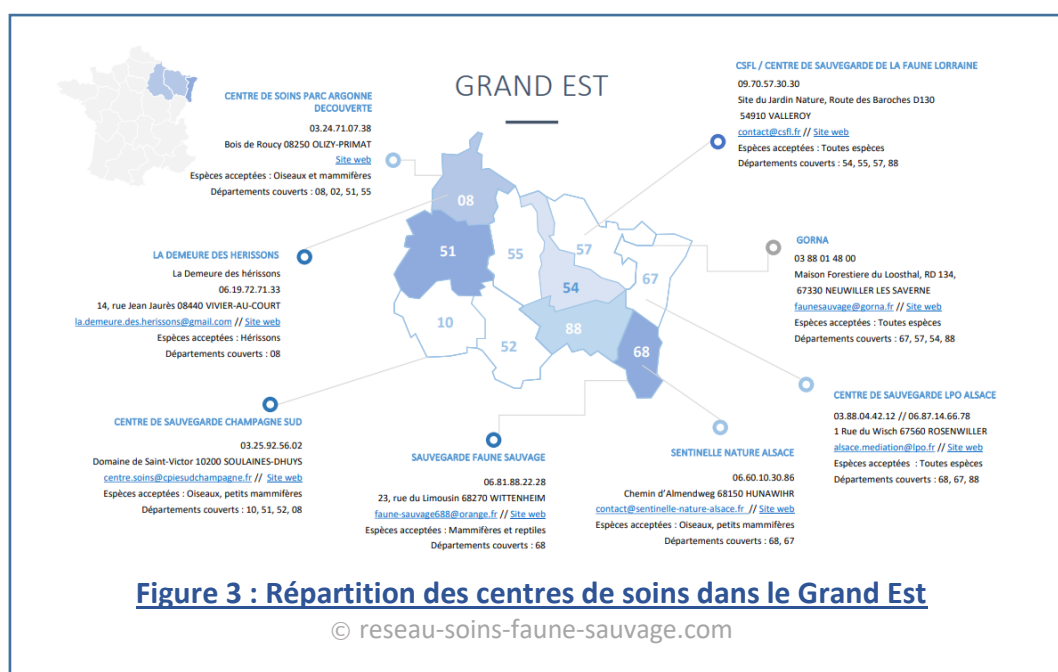 GRAND EST
CENTRE DE SOINS PARC ARGONNE
DECOUVERTE
03.24.71.07.38
Bois de Roucy 08250 OLIZY-PRIMAT
Site web
Espèces acceptées : Oiseaux et mammifères
Départements couverts : 08, 02, 51, 55
CSFL / CENTRE DE SAUVEGARDE DE LA FAUNE LORRAINE
09.70.57.30.30
Site du Jardin Nature, Route des Baroches D130
54910 VALLEROY
contact@csfl.fr // Site web
Espèces acceptées : Toutes espèces
Départements couverts : 54, 55, 57, 88
LA DEMEURE DES HERISSONS
La Demeure des hérissons
06.19.72.71.33
14, rue Jean Jaurès 08440 VIVIER-AU-COURT
la.demeure.des.herissons@gmail.com // Site web
Espèces acceptées : Hérissons
Départements couverts : 08
08
51
55
57
67
54
10
88
52
68
GORNA
03 88 01 48 00
Maison Forestiere du Loosthal, RD 134,
67330 NEUWILLER LES SAVERNE
faunesauvage@gorna.fr // Site web
Espèces acceptées : Toutes espèces
Départements couverts : 67, 57, 54, 88
CENTRE DE SAUVEGARDE LPO ALSACE
03.88.04.42.12 // 06.87.14.66.78
1 Rue du Wisch 67560 ROSENWILLER
alsace.mediation@lpo.fr // Site web
Espèces acceptées : Toutes espèces
Départements couverts : 68, 67, 88
CENTRE DE SAUVEGARDE CHAMPAGNE SUD
03.25.92.56.02
Domaine de Saint-Victor 10200 SOULAINES-DHUYS
centre.soins@cpiesudchampagne.fr // Site web
Espèces acceptées : Oiseaux, petits mammifères
Départements couverts : 10, 51, 52, 08
SAUVEGARDE FAUNE SAUVAGE
06.81.88.22.28
23, rue du Limousin 68270 WITTENHEIM
faune-sauvage688@orange.fr // Site web
Espèces acceptées : Mammifères et reptiles
Départements couverts : 68
SENTINELLE NATURE ALSACE
06.60.10.30.86
Chemin d'Almendweg 68150 HUNAWIHR
contact@sentinelle-nature-alsace.fr // Site web
Espèces acceptées : Oiseaux, petits mammifères
Départements couverts : 68, 67
Figure 3 : Répartition des centres de soins dans le Grand Est
© reseau-soins-faune-sauvage.com